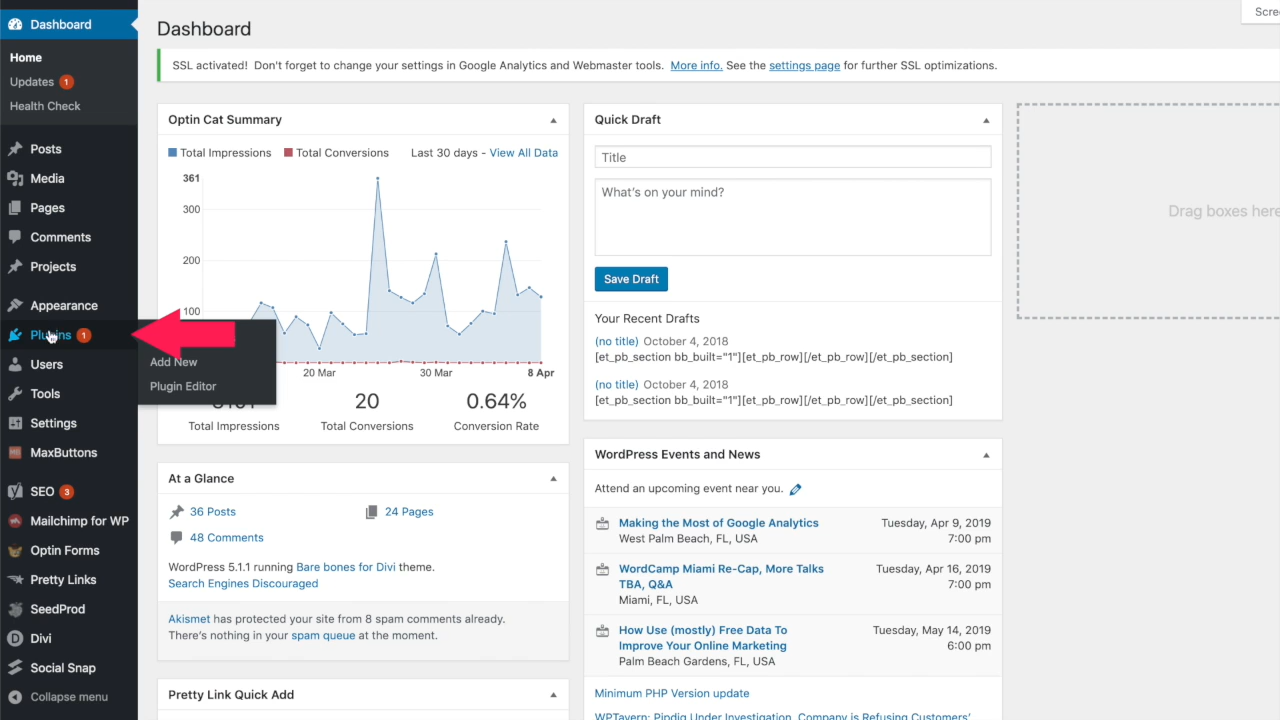 Dashboard
Home
Updates 1
Health Check
Posts
Media
Pages
Comments
Projects
Appearance
Plugins 1
Add New
Plugin Editor
Users
Tools
Settings
MaxButtons
SEO 3
Mailchimp for WP
Optin Forms
Pretty Links
SeedProd
Divi
Social Snap
Collapse menu
Dashboard
SSL activated! Don't forget to change your settings in Google Analytics and Webmaster tools. More info. See the settings page for further SSL optimizations.
Optin Cat Summary
Total Impressions Total Conversions Last 30 days - View All Data
361
300
200
100
20 Mar 30 Mar 8 Apr
20 0.64%
Total Impressions Total Conversions Conversion Rate
At a Glance
36 Posts 24 Pages
48 Comments
WordPress 5.1.1 running Bare bones for Divi theme.
Search Engines Discouraged
Akismet has protected your site from 8 spam comments already.
There's nothing in your spam queue at the moment.
Pretty Link Quick Add
Quick Draft
Title
What's on your mind?
Save Draft
Your Recent Drafts
(no title) October 4, 2018
[et_pb_section bb_built="1"][et_pb_row][/et_pb_row][/et_pb_section]
(no title) October 4, 2018
[et_pb_section bb_built="1"][et_pb_row][/et_pb_row][/et_pb_section]
WordPress Events and News
Attend an upcoming event near you.
Making the Most of Google Analytics Tuesday, Apr 9, 2019
West Palm Beach, FL, USA 7:00 pm
WordCamp Miami Re-Cap, More Talks Tuesday, Apr 16, 2019
TBA, Q&A 7:00 pm
Miami, FL, USA
How Use (mostly) Free Data To Tuesday, May 14, 2019
Improve Your Online Marketing 6:00 pm
Palm Beach Gardens, FL, USA
Minimum PHP Version update
WPTavern: Pipdig Under Investigation, Company is Refusing Customers'
Scre
Drag boxes here